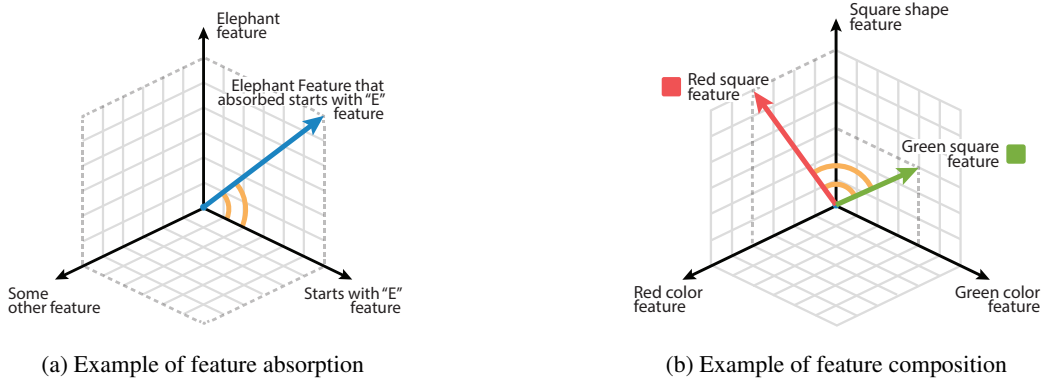 Elephant
feature
Elephant Feature that
absorbed starts with "E"
feature
Some
other feature
Starts with "E"
feature
(a) Example of feature absorption
Square shape
feature
Red square
feature
Green square
feature
Red color
feature
Green color
feature
(b) Example of feature composition